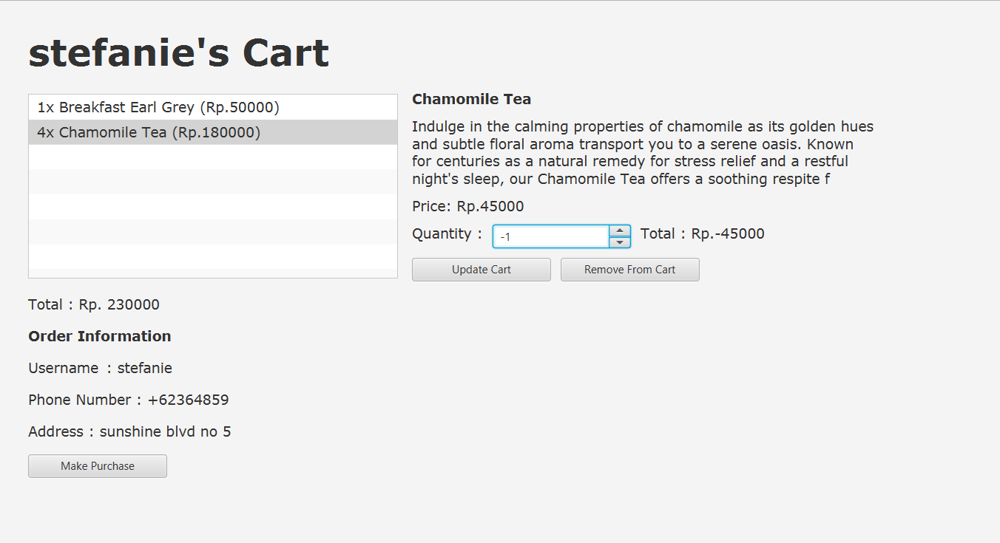 stefanie's Cart
1x Breakfast Earl Grey (Rp.50000)
4x Chamomile Tea (Rp.180000)
Chamomile Tea
Indulge in the calming properties of chamomile as its golden hues
and subtle floral aroma transport you to a serene oasis. Known
for centuries as a natural remedy for stress relief and a restful
night's sleep, our Chamomile Tea offers a soothing respite f
Price: Rp.45000
Quantity : -1 Total : Rp.-45000
Update Cart Remove From Cart
Total : Rp. 230000
Order Information
Username : stefanie
Phone Number : +62364859
Address : sunshine blvd no 5
Make Purchase